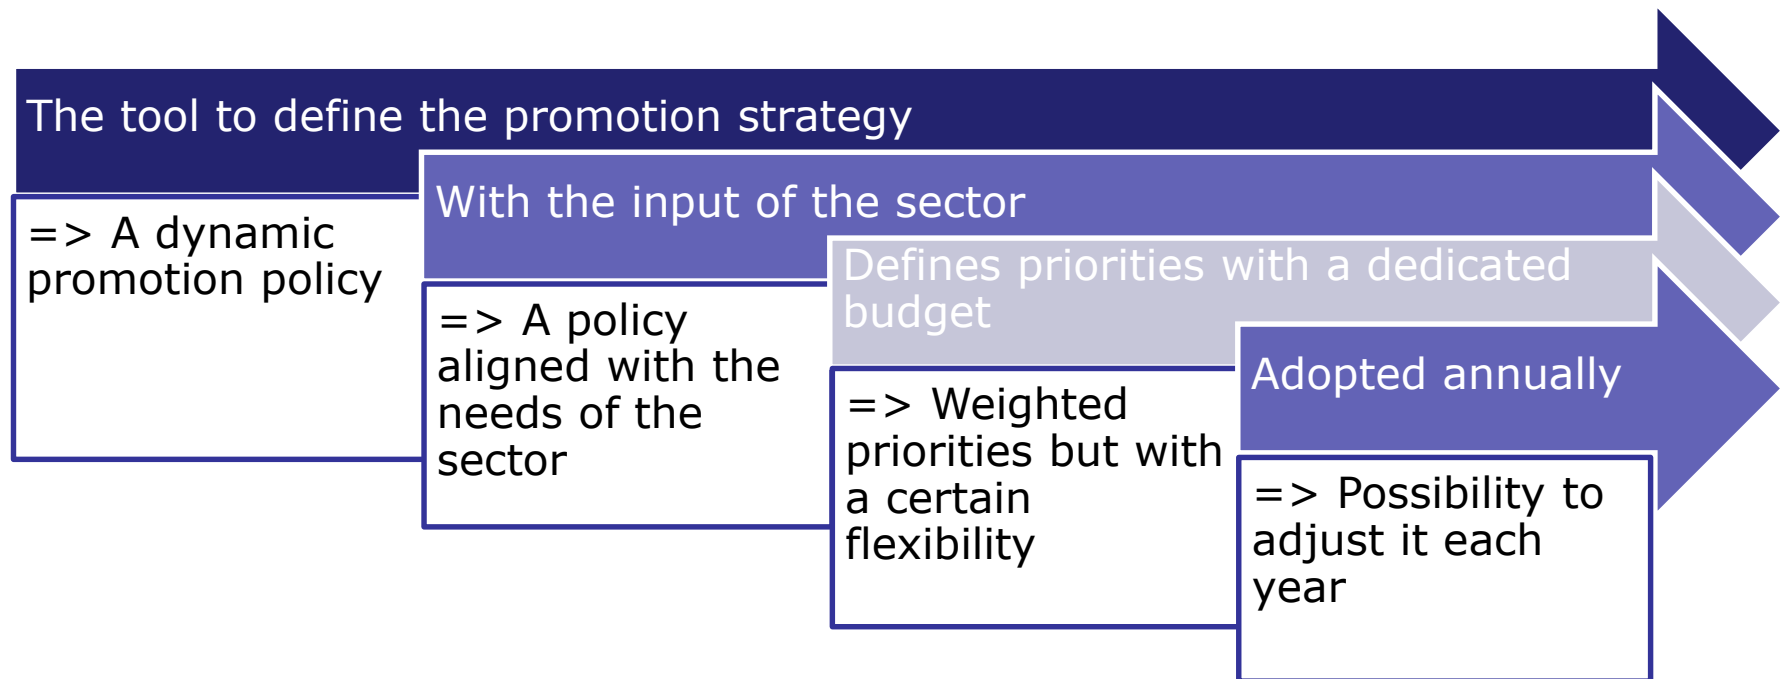 The tool to define the promotion strategy
=> A dynamic
promotion policy
With the input of the sector
=> A policy
aligned with the
needs of the
sector
Defines priorities with a dedicated
budget
=> Weighted
priorities but with
a certain
flexibility
Adopted annually
=> Possibility to
adjust it each
year